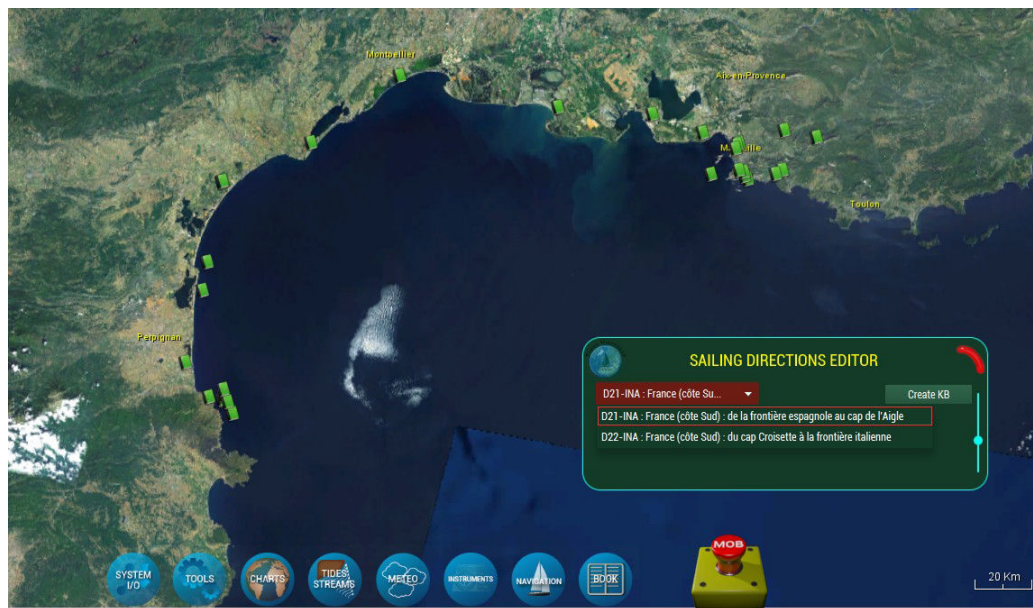 Montpellier
Aix-en-Provence
Toulon
Perpignan
SAILING DIRECTIONS EDITOR
D21-INA : France (côte Su...
Create KB
D21-INA : France (côte Sud) : de la frontière espagnole au cap de l'Aigle
D22-INA : France (côte Sud) : du cap Croisette à la frontière italienne
MOB
SYSTEM
I/O
TOOLS
CHARTS
TIDES
STREAMS
METEO
INSTRUMENTS
NAVIGATION
BOOK
20 Km